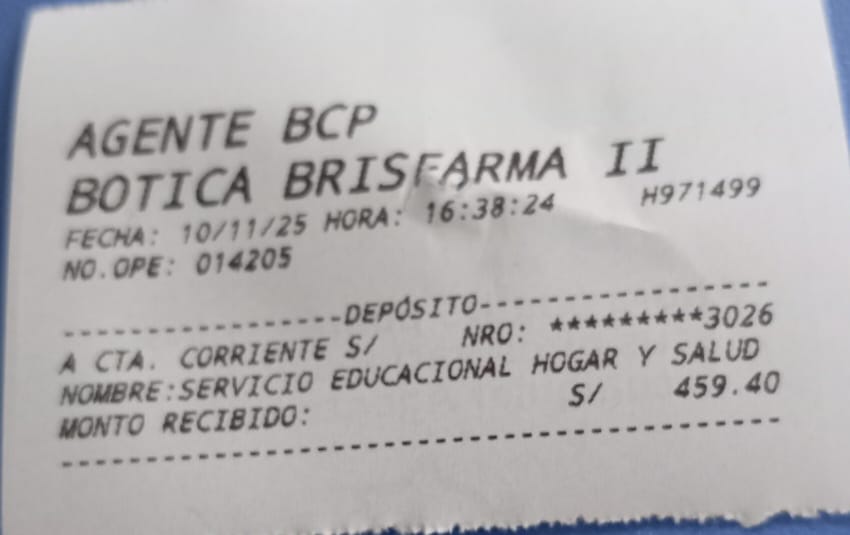 AGENTE BCP
BOTICA BRISFARMA II
FECHA: 10/11/25 HORA: 16:38:24 H971499
NO.OPE: 014205
-----------------DEPÓSITO-----------------
A CTA. CORRIENTE S/ NRO: *********3026
NOMBRE:SERVICIO EDUCACIONAL HOGAR Y SALUD
MONTO RECIBIDO: S/ 459.40
------------------------------------------